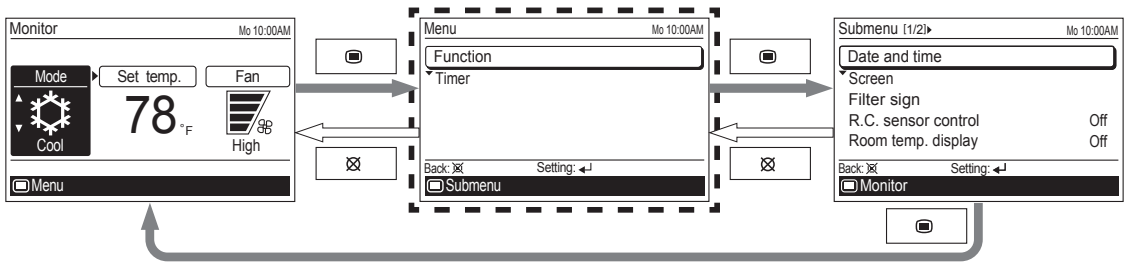 Monitor Mo 10:00AM
Mode Set temp. Fan
78 °F
Cool High
Menu
Menu Mo 10:00AM
Function
Timer
Back: Setting:
Submenu
Submenu [1/2] Mo 10:00AM
Date and time
Screen
Filter sign
R.C. sensor control Off
Room temp. display Off
Back: Setting:
Monitor